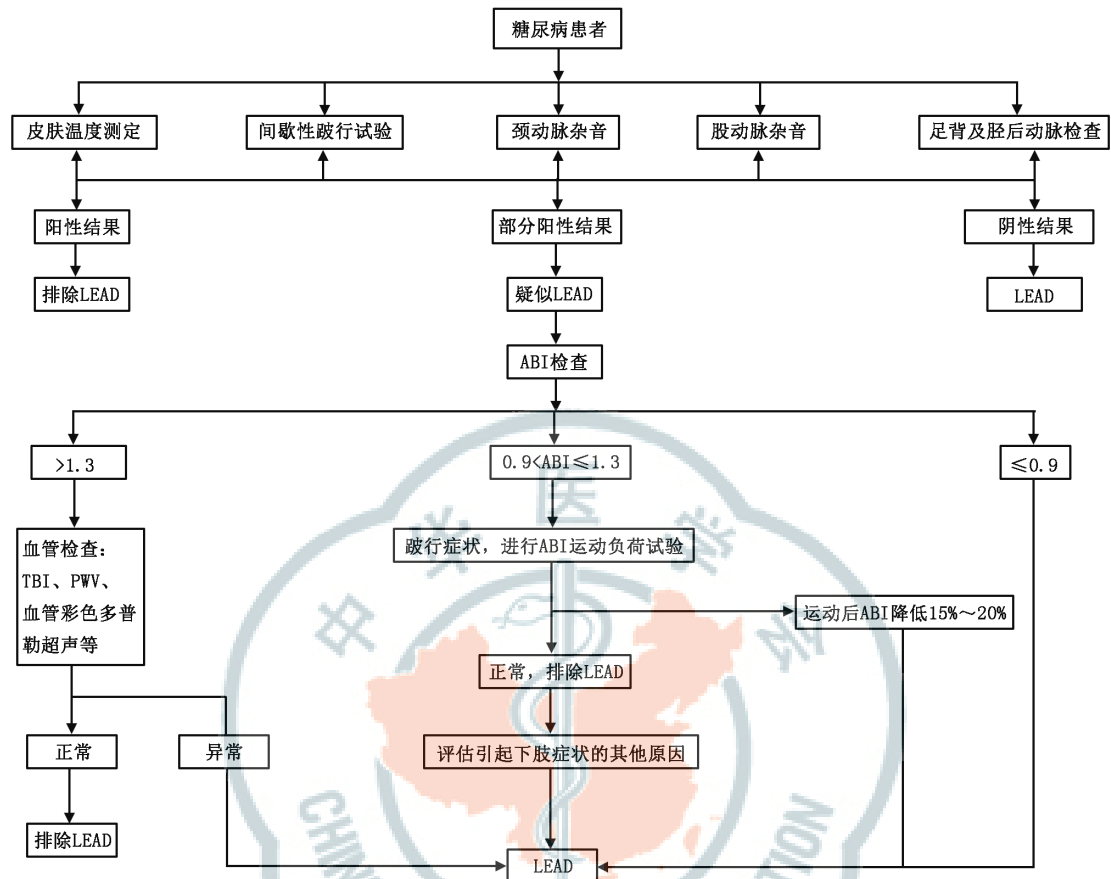 糖尿病患者
皮肤温度测定
间歇性跛行试验
颈动脉杂音
股动脉杂音
足背及胫后动脉检查
阳性结果
部分阳性结果
阴性结果
排除LEAD
疑似LEAD
LEAD
ABI检查
>1.3
0.9<ABI≤1.3
≤0.9
血管检查:
TBI、PWV、
血管彩色多普
勒超声等
跛行症状,进行ABI运动负荷试验
运动后ABI降低15%～20%
正常,排除LEAD
正常
异常
评估引起下肢症状的其他原因
排除LEAD
LEAD
中华医学会